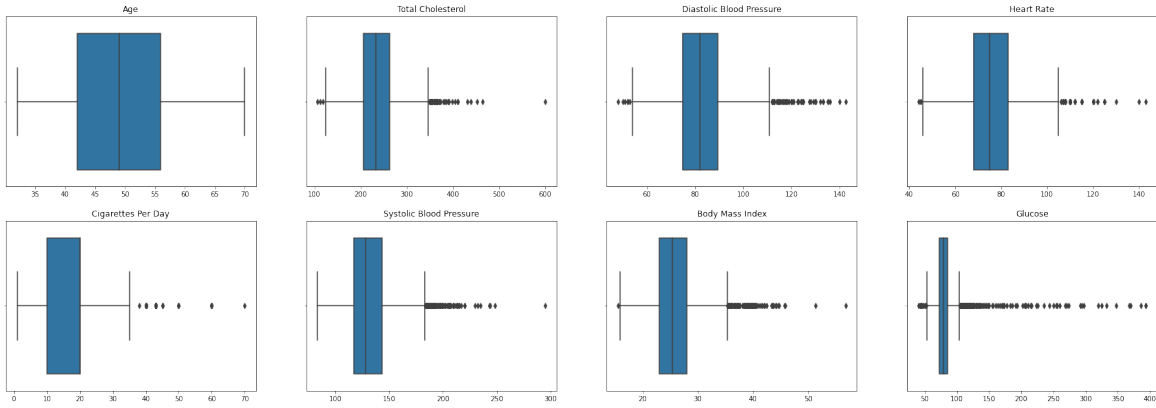 Age Total Cholesterol Diastolic Blood Pressure Heart Rate
35 40 45 50 55 60 65 70 100 200 300 400 500 600 60 80 100 120 140 40 60 80 100 120 140
Cigarettes Per Day Systolic Blood Pressure Body Mass Index Glucose
0 10 20 30 40 50 60 70 100 150 200 250 300 20 30 40 50 50 100 150 200 250 300 350 400